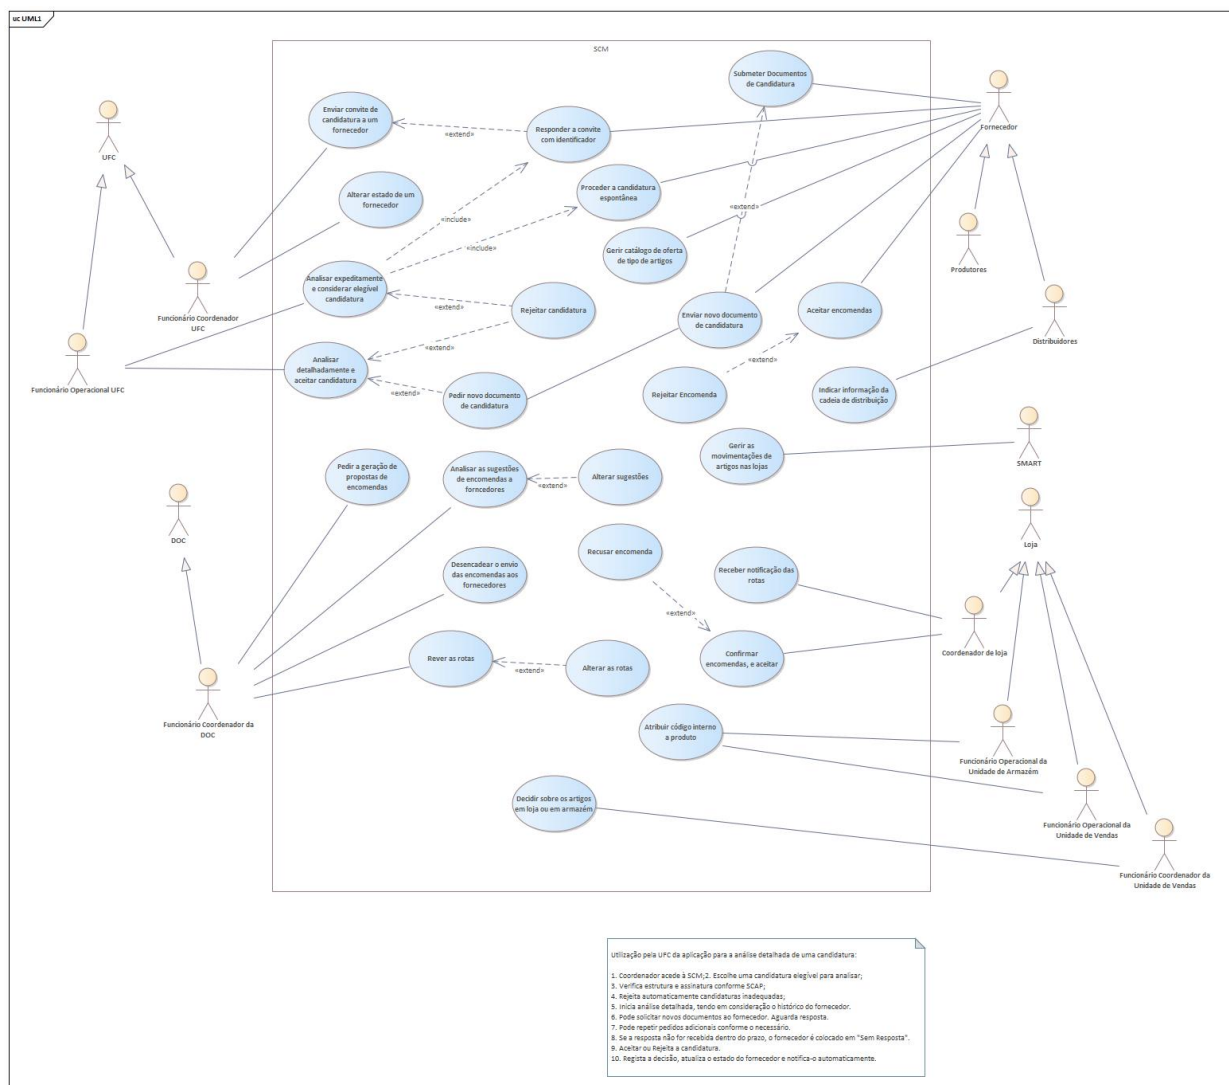 uc UML1
SCM
Submeter Documentos
de Candidatura
Enviar convite de
candidatura a um
fornecedor
«extend»
Responder a convite
com identificador
Fornecedor
UFC
Alterar estado de um
fornecedor
Proceder a candidatura
espontânea
«include»
«extend»
«include»
Gerir catálogo de oferta
de tipo de artigos
Produtores
Analisar expeditamente
e considerar elegível
candidatura
«extend»
Rejeitar candidatura
Enviar novo documento
de candidatura
Aceitar encomendas
Funcionário Coordenador
UFC
Distribuidores
«extend»
«extend»
Analisar
detalhadamente e
aceitar candidatura
Funcionário Operacional UFC
«extend»
Pedir novo documento
de candidatura
Rejeitar Encomenda
Indicar informação da
cadeia de distribuição
Gerir as
movimentações de
artigos nas lojas
SMART
Pedir a geração de
propostas de
encomendas
Analisar as sugestões
de encomendas a
forncedores
«extend»
Alterar sugestões
DOC
Loja
Recusar encomenda
Desencadear o envio
das encomendas aos
fornecedores
Receber notificação das
rotas
«extend»
Coordenador de loja
Rever as rotas
«extend»
Alterar as rotas
Confirmar
encomendas, e aceitar
Funcionário Coordenador da
DOC
Atribuir código interno
a produto
Funcionário Operacional da
Unidade de Armazém
Decidir sobre os artigos
em loja ou em armazém
Funcionário Operacional da
Unidade de Vendas
Funcionário Coordenador da
Unidade de Vendas
Utilização pela UFC da aplicação para a análise detalhada de uma candidatura:
1. Coordenador acede à SCM;2. Escolhe uma candidatura elegível para analisar;
3. Verifica estrutura e assinatura conforme SCAP;
4. Rejeita automaticamente candidaturas inadequadas;
5. Inicia análise detalhada, tendo em consideração o histórico do fornecedor.
6. Pode solicitar novos documentos ao fornecedor. Aguarda resposta.
7. Pode repetir pedidos adicionais conforme o necessário.
8. Se a resposta não for recebida dentro do prazo, o fornecedor é colocado em "Sem Resposta".
9. Aceitar ou Rejeita a candidatura.
10. Regista a decisão, atualiza o estado do fornecedor e notifica-o automaticamente.